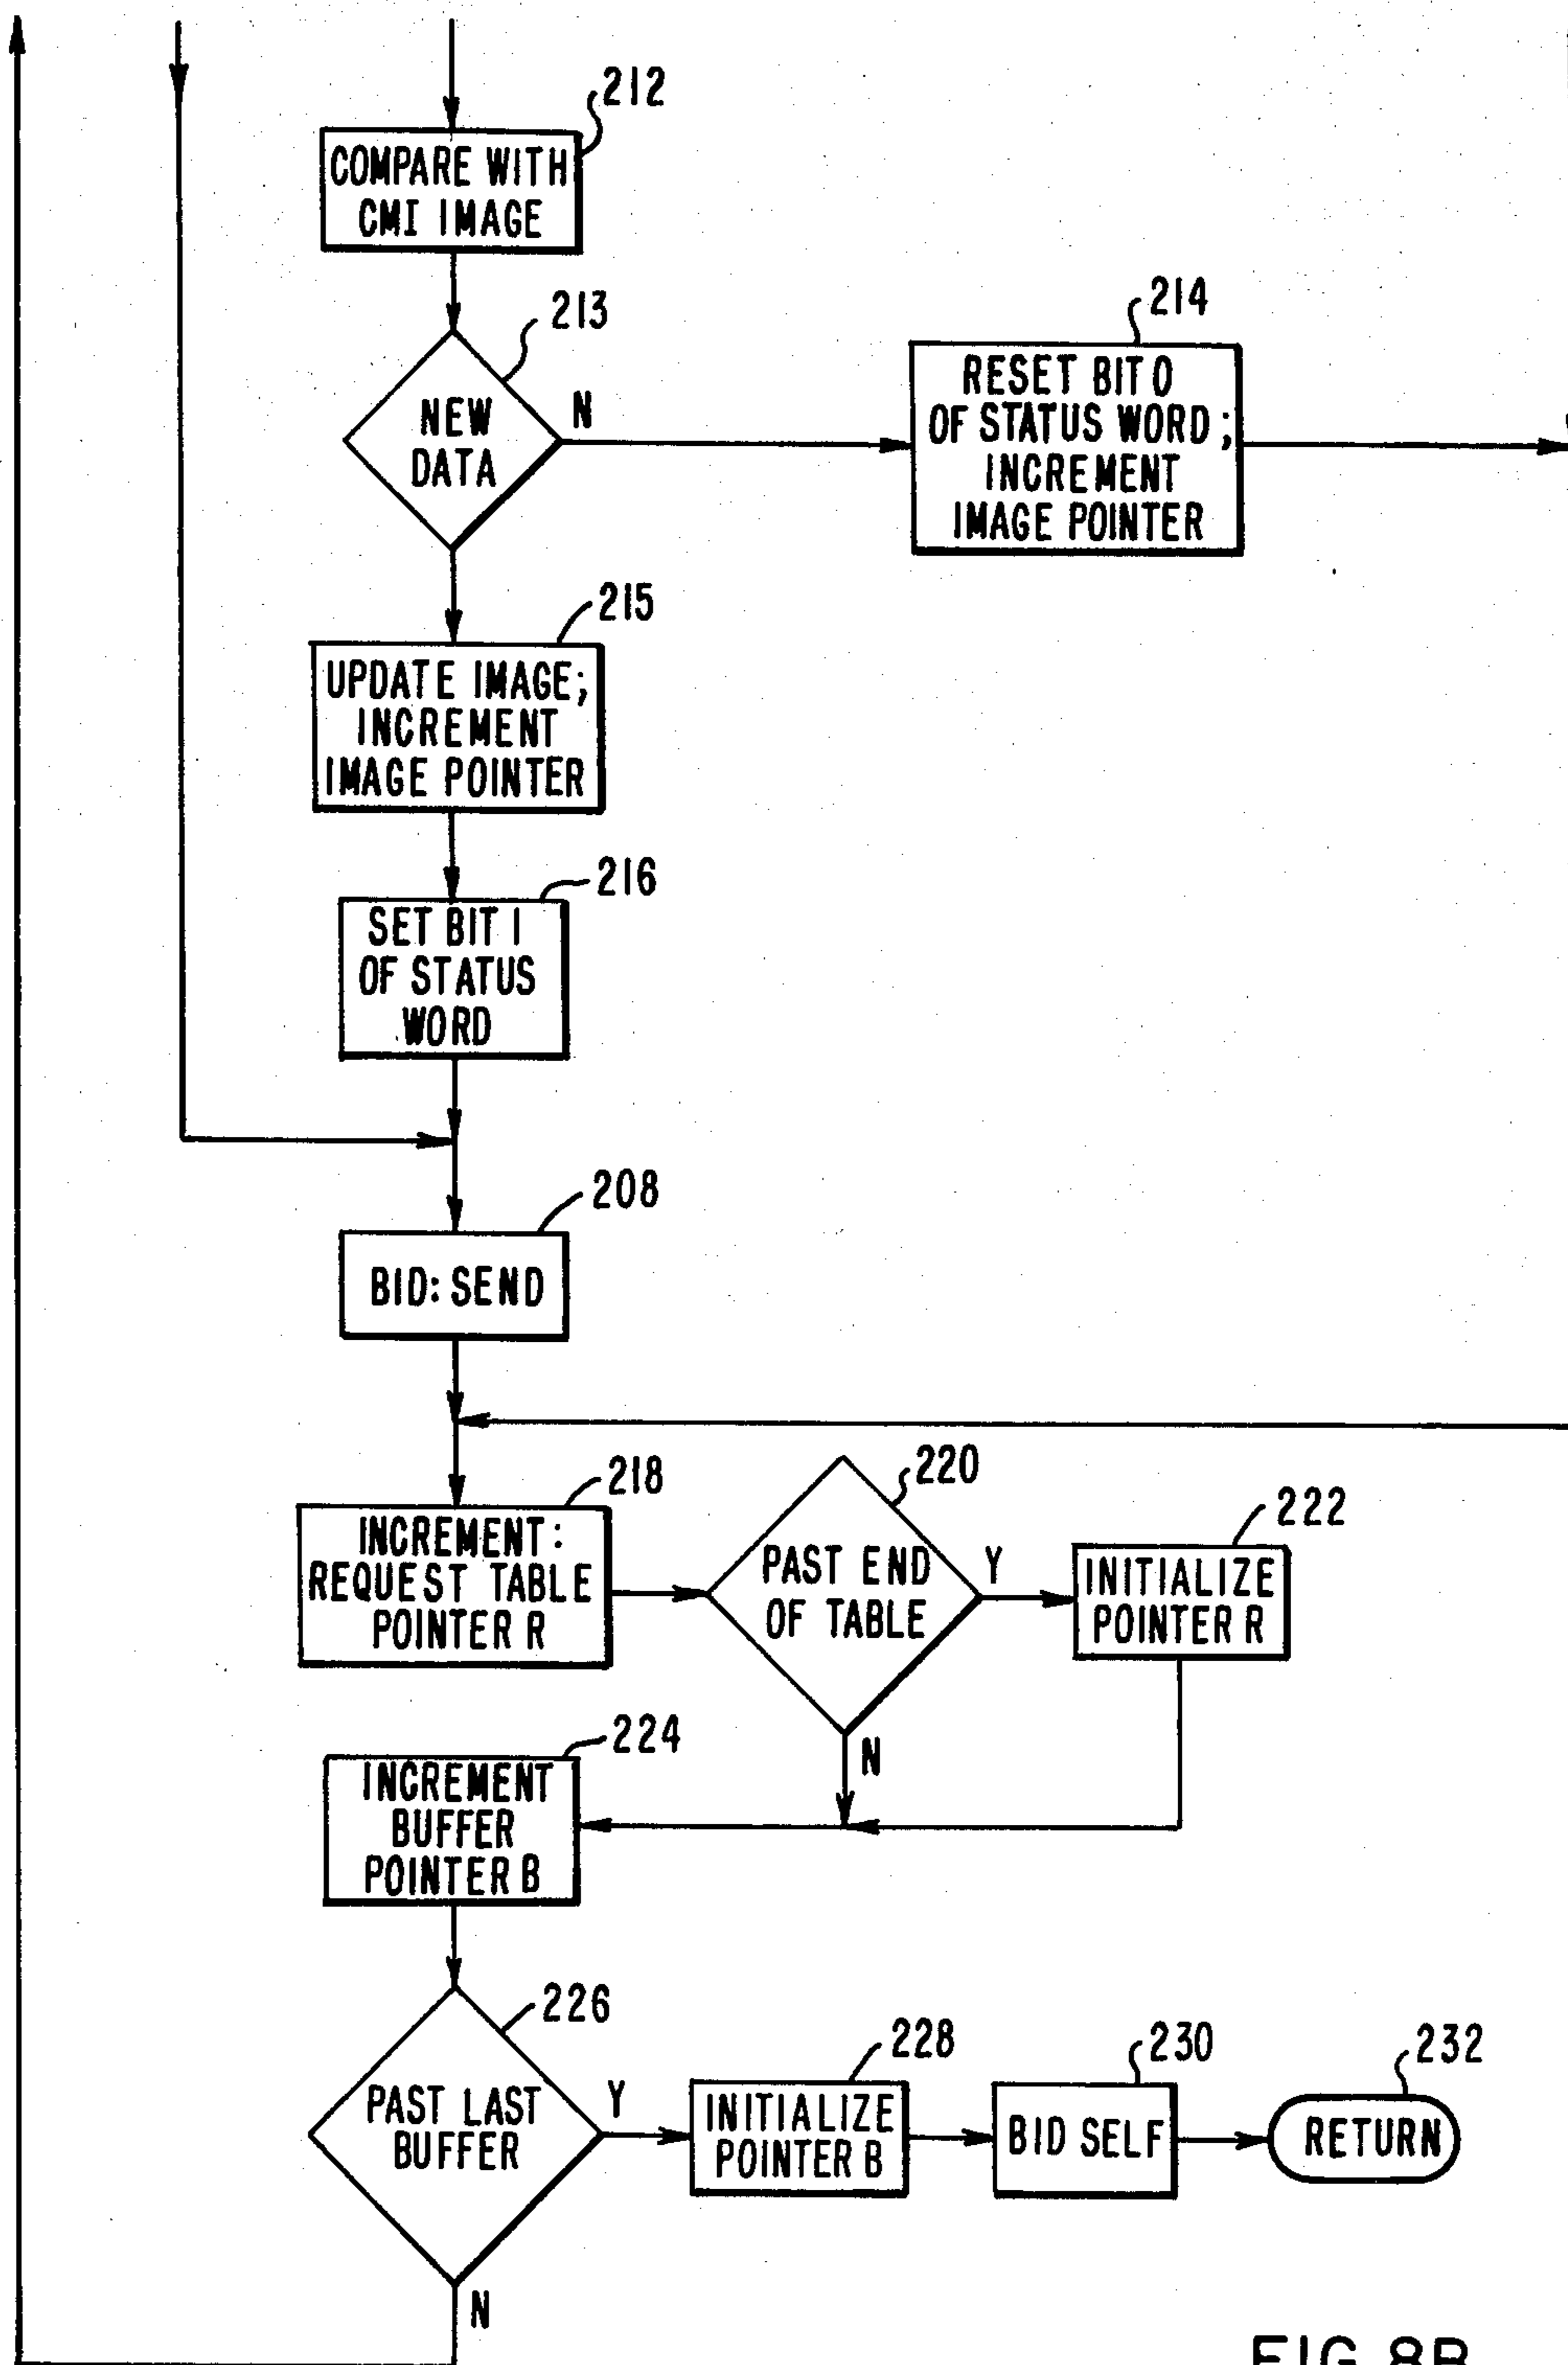 212
COMPARE WITH
CMI IMAGE
213
NEW
DATA
N
214
RESET BIT 0
OF STATUS WORD;
INCREMENT
IMAGE POINTER
215
UPDATE IMAGE;
INCREMENT
IMAGE POINTER
216
SET BIT 1
OF STATUS
WORD
208
BID: SEND
218
INCREMENT:
REQUEST TABLE
POINTER R
220
PAST END
OF TABLE
Y
N
222
INITIALIZE
POINTER R
224
INCREMENT
BUFFER
POINTER B
226
PAST LAST
BUFFER
Y
N
228
INITIALIZE
POINTER B
230
BID SELF
232
RETURN
FIG. 8B